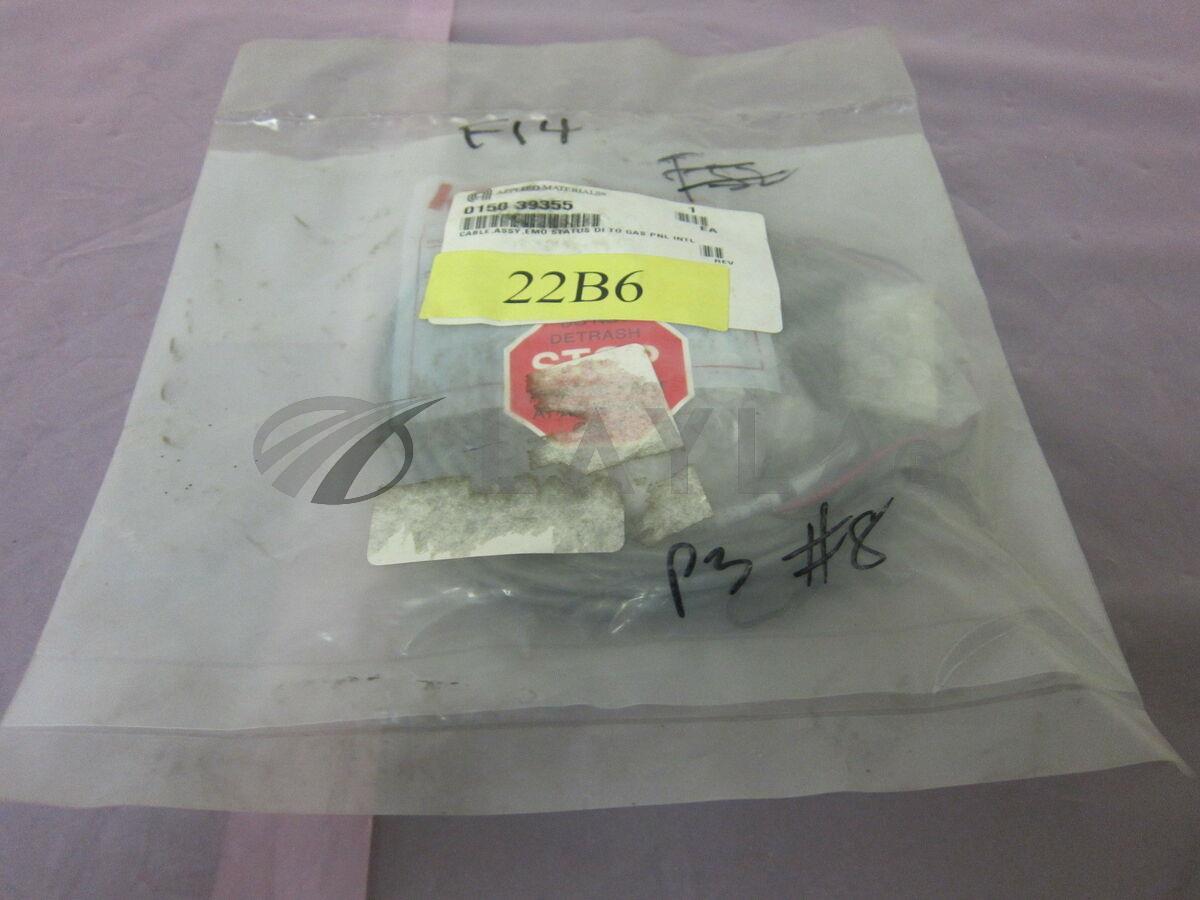 F14
APPLIED MATERIALS
0150 39355
1
EA
CABLE ASSY, EMO STATUS DI TO GAS PNL INTL
REV
22B6
DETRASH
STOP
P3 #8